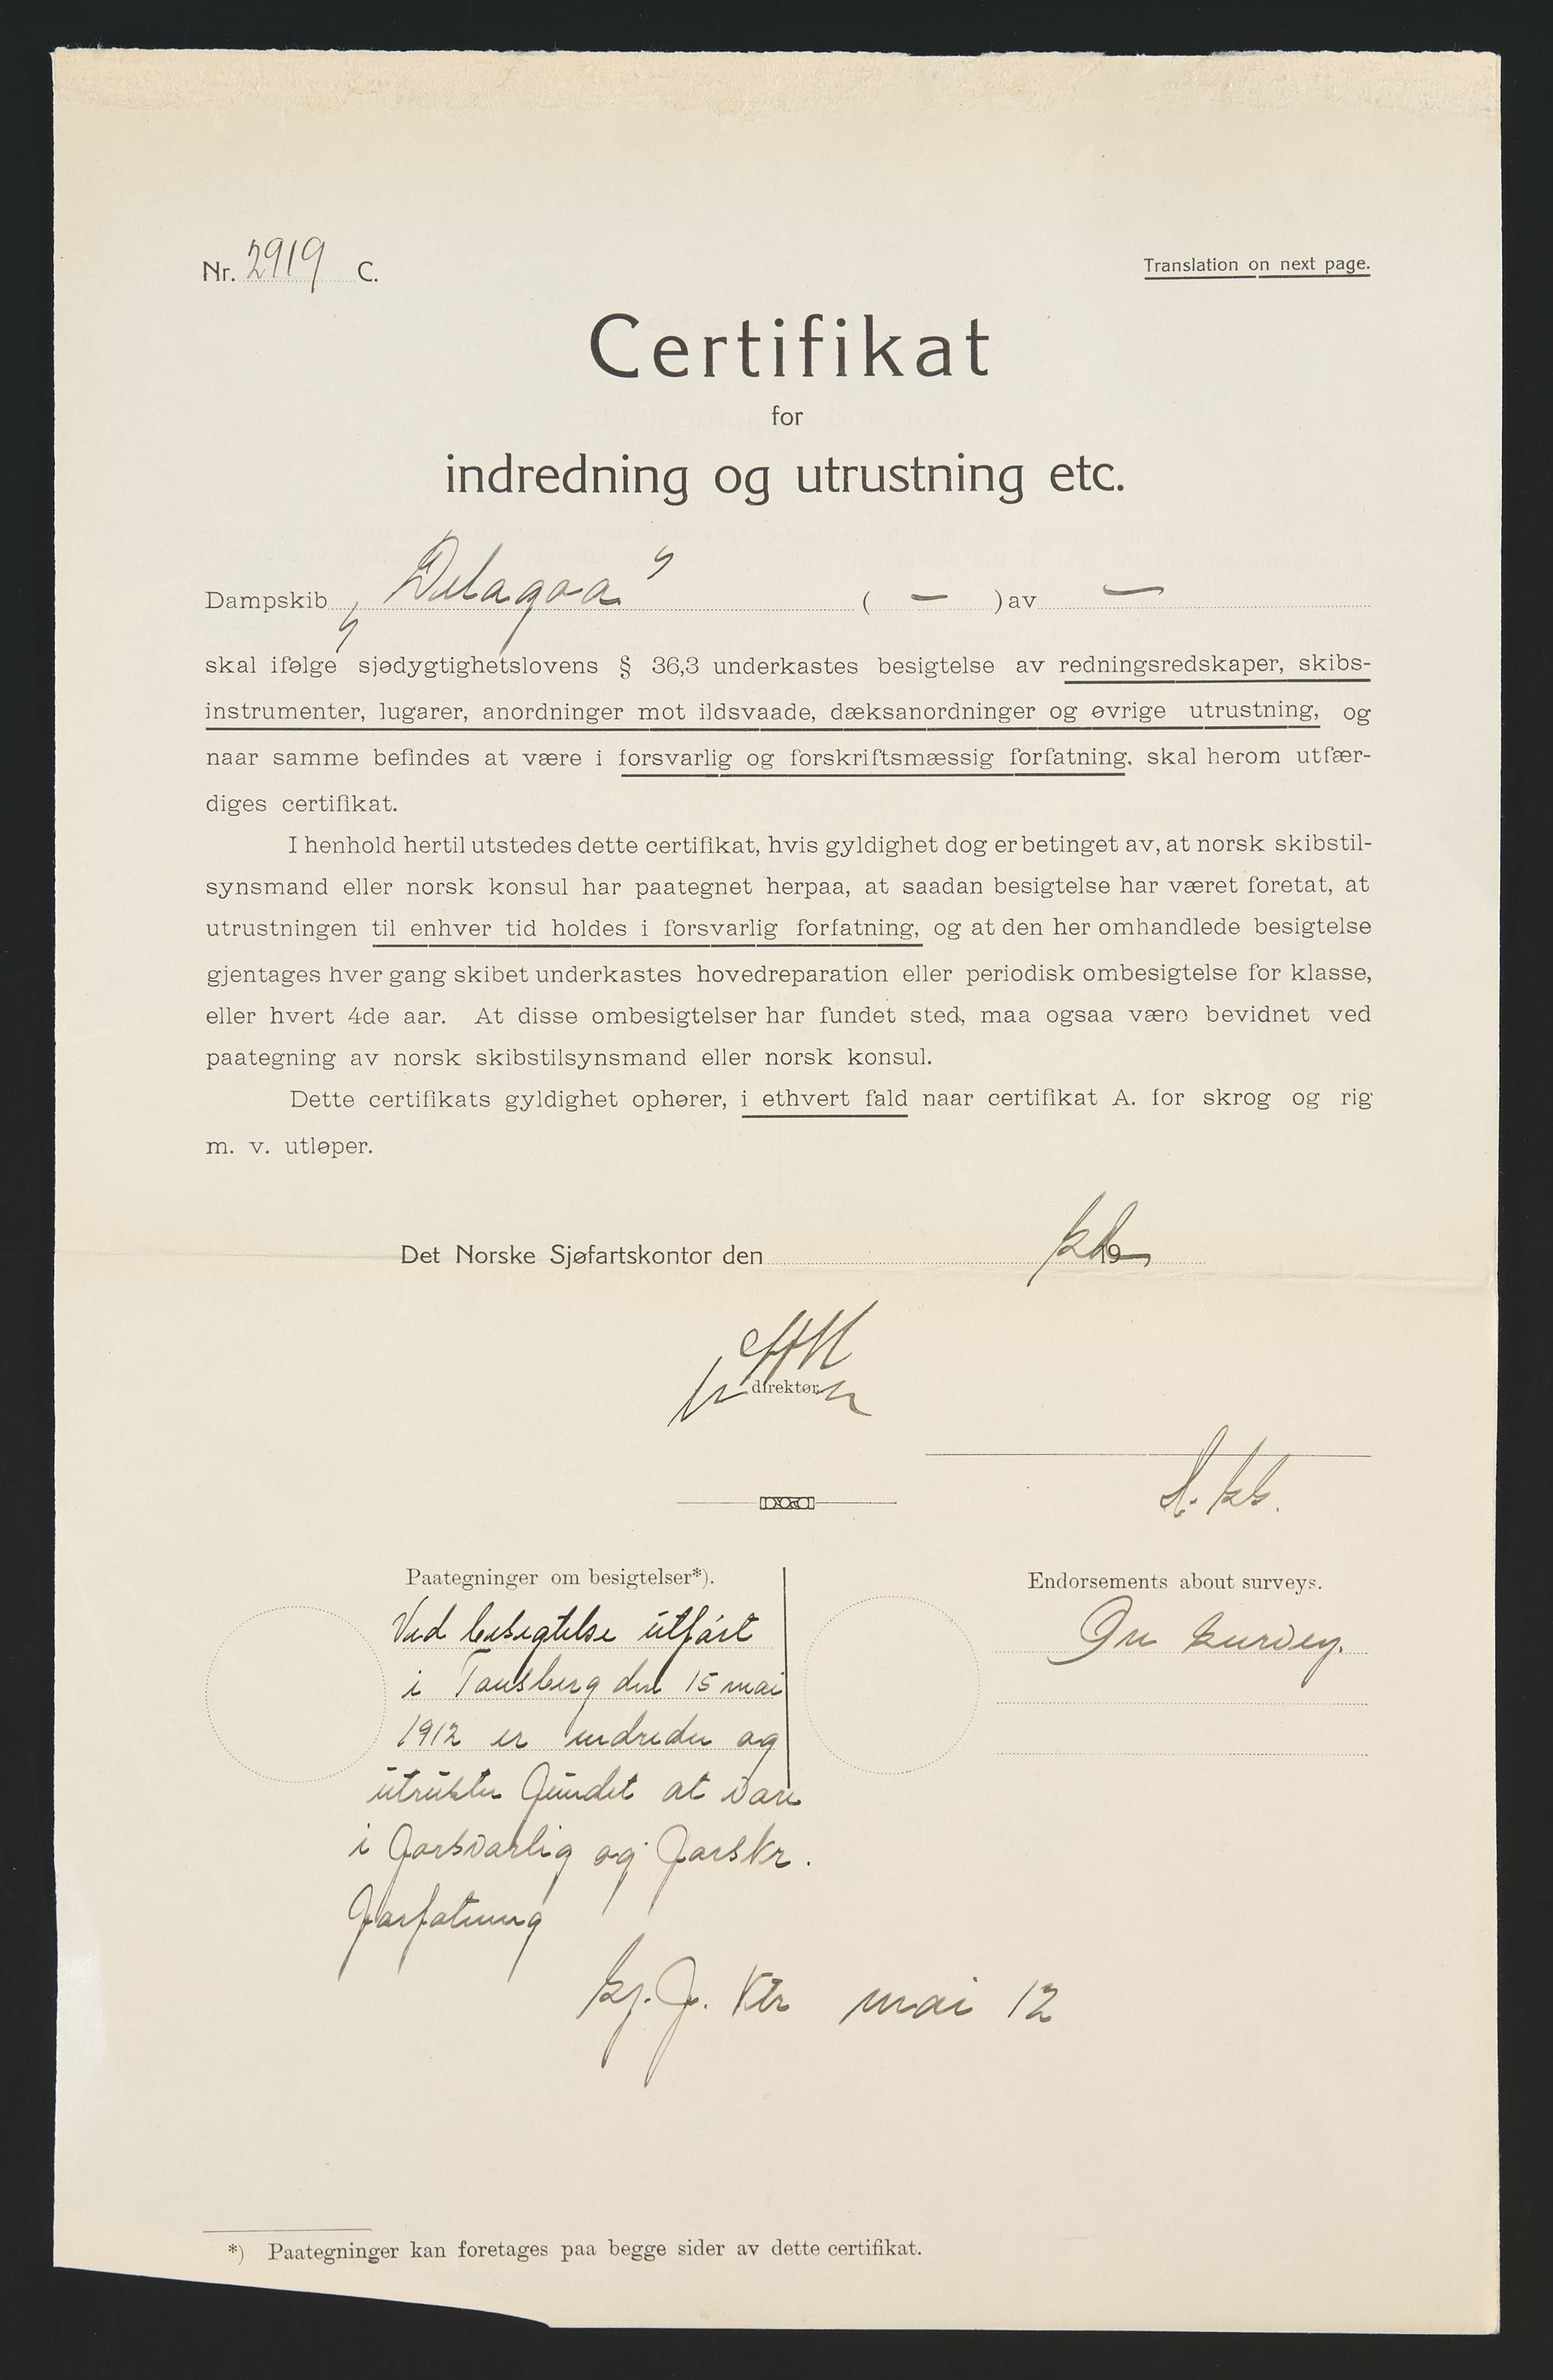 Nr. 2919 C.
Translation on next page.
Certifikat
for
indredning og utrustning etc.
Dampskib „Delagoa" ( — ) av —
skal ifølge sjødygtighetslovens § 36,3 underkastes besigtelse av redningsredskaper, skibs-
instrumenter, lugarer, anordninger mot ildsvaade, dæksanordninger og øvrige utrustning, og
naar samme befindes at være i forsvarlig og forskriftsmæssig forfatning, skal herom utfær-
diges certifikat.
I henhold hertil utstedes dette certifikat, hvis gyldighet dog er betinget av, at norsk skibstil-
synsmand eller norsk konsul har paategnet herpaa, at saadan besigtelse har været foretat, at
utrustningen til enhver tid holdes i forsvarlig forfatning, og at den her omhandlede besigtelse
gjentages hver gang skibet underkastes hovedreparation eller periodisk ombesigtelse for klasse,
eller hvert 4de aar. At disse ombesigtelser har fundet sted, maa ogsaa være bevidnet ved
paategning av norsk skibstilsynsmand eller norsk konsul.
Dette certifikats gyldighet ophører, i ethvert fald naar certifikat A. for skrog og rig
m. v. utløper.
Det Norske Sjøfartskontor den 19
direktør
Paategninger om besigtelser*).
Ved besigtelse utført
i Tønsberg den 15 mai
1912 er
fundet at være
i forsvarlig og forskr.
forfatning
mai 12
Endorsements about surveys.
On survey.
*) Paategninger kan foretages paa begge sider av dette certifikat.